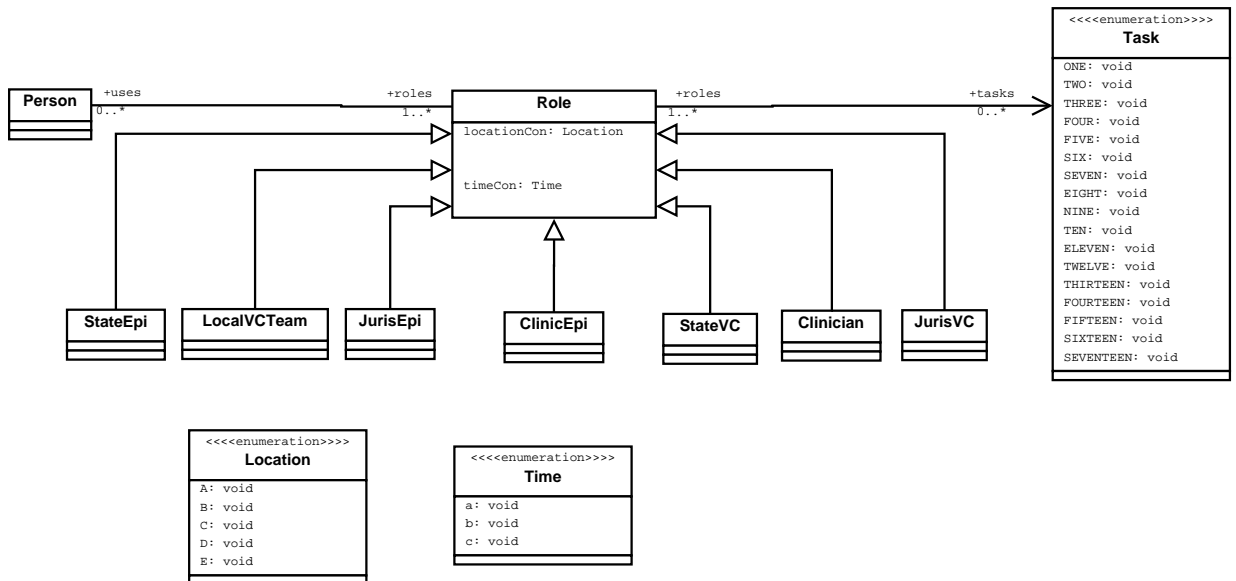 <<<<enumeration>>>>
Task
ONE: void
TWO: void
THREE: void
FOUR: void
FIVE: void
SIX: void
SEVEN: void
EIGHT: void
NINE: void
TEN: void
ELEVEN: void
TWELVE: void
THIRTEEN: void
FOURTEEN: void
FIFTEEN: void
SIXTEEN: void
SEVENTEEN: void
Person
+uses
0..*
+roles
1..*
Role
locationCon: Location
timeCon: Time
+roles
1..*
+tasks
0..*
StateEpi
LocalVCTeam
JurisEpi
ClinicEpi
StateVC
Clinician
JurisVC
<<<<enumeration>>>>
Location
A: void
B: void
C: void
D: void
E: void
<<<<enumeration>>>>
Time
a: void
b: void
c: void